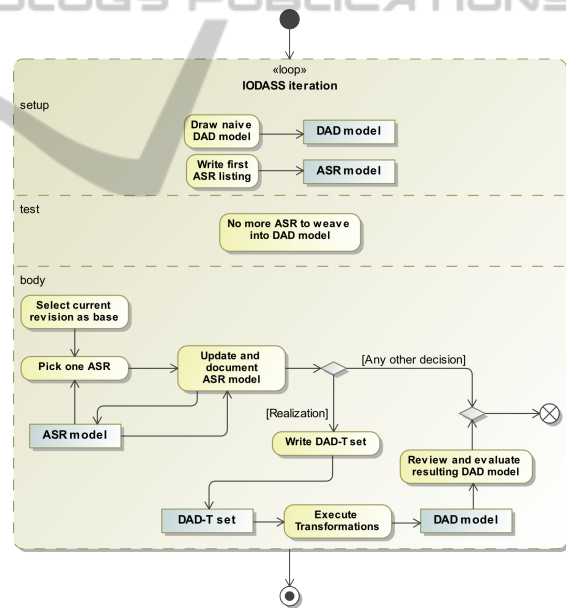 OLOGY PUBLICATIONS
«loop»
IODASS iteration
setup
Draw naive
DAD model
DAD model
Write first
ASR listing
ASR model
test
No more ASR to weave
into DAD model
body
Select current
revision as base
Pick one ASR
Update and
document
ASR model
[Any other decision]
[Realization]
ASR model
Write DAD-T set
Review and evaluate
resulting DAD model
DAD-T set
Execute
Transformations
DAD model